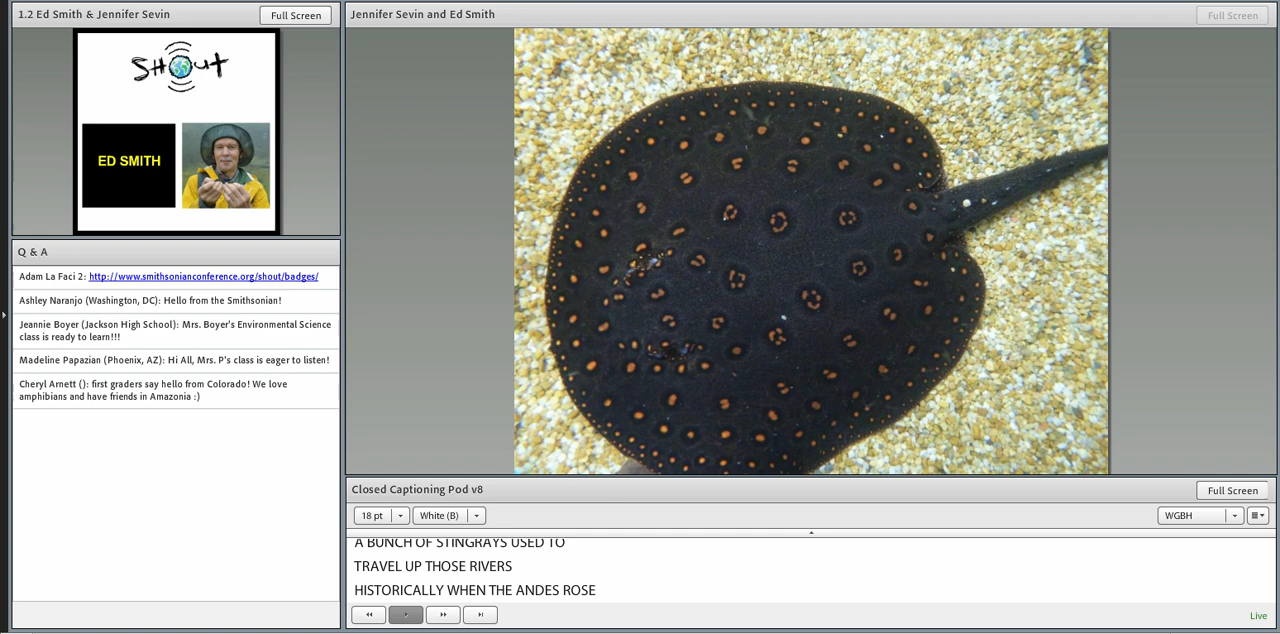 1.2 Ed Smith & Jennifer Sevin
Full Screen
SHOUT
ED SMITH
Q & A
Adam La Faci 2: http://www.smithsonianconference.org/shout/badges/
Ashley Naranjo (Washington, DC): Hello from the Smithsonian!
Jeannie Boyer (Jackson High School): Mrs. Boyer's Environmental Science
class is ready to learn!!!
Madeline Papazian (Phoenix, AZ): Hi All, Mrs. P's class is eager to listen!
Cheryl Arnett (): first graders say hello from Colorado! We love
amphibians and have friends in Amazonia :)
Jennifer Sevin and Ed Smith
Full Screen
Closed Captioning Pod v8
Full Screen
18 pt
White (B)
WGBH
A BUNCH OF STINGRAYS USED TO
TRAVEL UP THOSE RIVERS
HISTORICALLY WHEN THE ANDES ROSE
Live